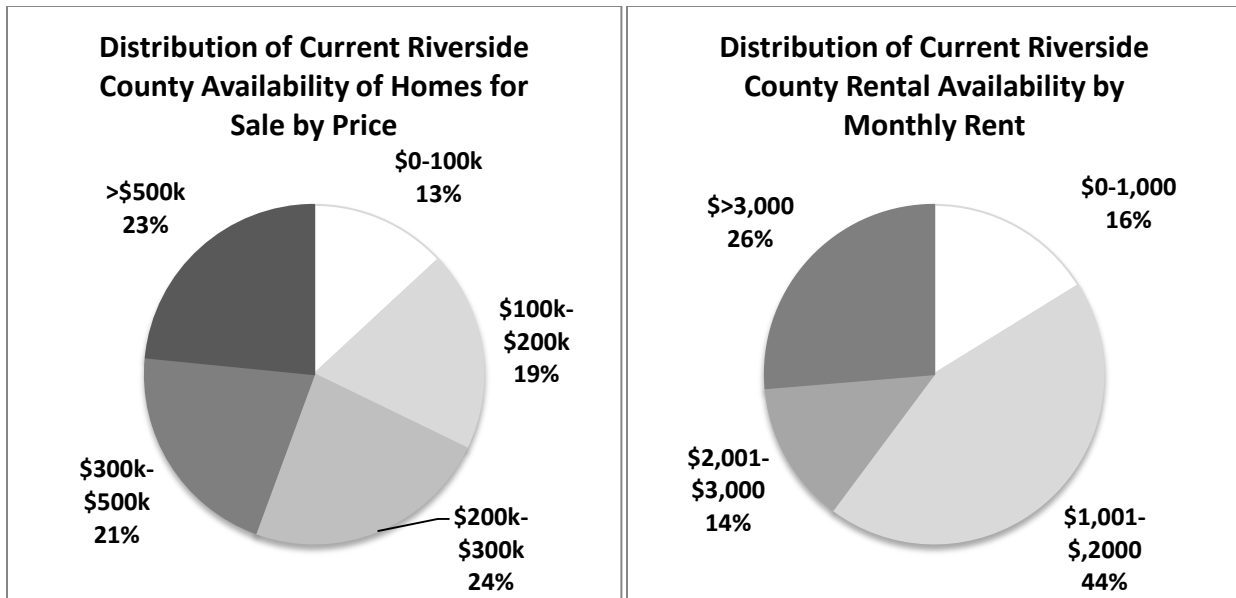 Distribution of Current Riverside
County Availability of Homes for
Sale by Price
$0-100k
13%
>$500k
23%
$100k-
$200k
19%
$300k-
$500k
21%
$200k-
$300k
24%
Distribution of Current Riverside
County Rental Availability by
Monthly Rent
$0-1,000
16%
$>3,000
26%
$2,001-
$3,000
14%
$1,001-
$,2000
44%